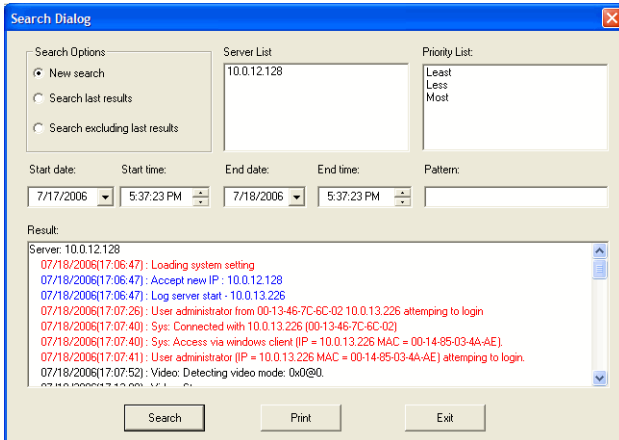 Search Dialog
Search Options
New search
Search last results
Search excluding last results
Server List
10.0.12.128
Priority List:
Least
Less
Most
Start date:
Start time:
End date:
End time:
Pattern:
7/17/2006
5:37:23 PM
7/18/2006
5:37:23 PM
Result:
Server: 10.0.12.128
07/18/2006(17:06:47) : Loading system setting
07/18/2006(17:06:47) : Accept new IP : 10.0.12.128
07/18/2006(17:06:47) : Log server start - 10.0.13.226
07/18/2006(17:07:26) : User administrator from 00-13-46-7C-6C-02 10.0.13.226 attemping to login
07/18/2006(17:07:40) : Sys: Connected with 10.0.13.226 (00-13-46-7C-6C-02)
07/18/2006(17:07:40) : Sys: Access via windows client (IP = 10.0.13.226 MAC = 00-14-85-03-4A-AE).
07/18/2006(17:07:41) : User administrator (IP = 10.0.13.226 MAC = 00-14-85-03-4A-AE) attemping to login.
07/18/2006(17:07:52) : Video: Detecting video mode: 0x0@0.
Search
Print
Exit